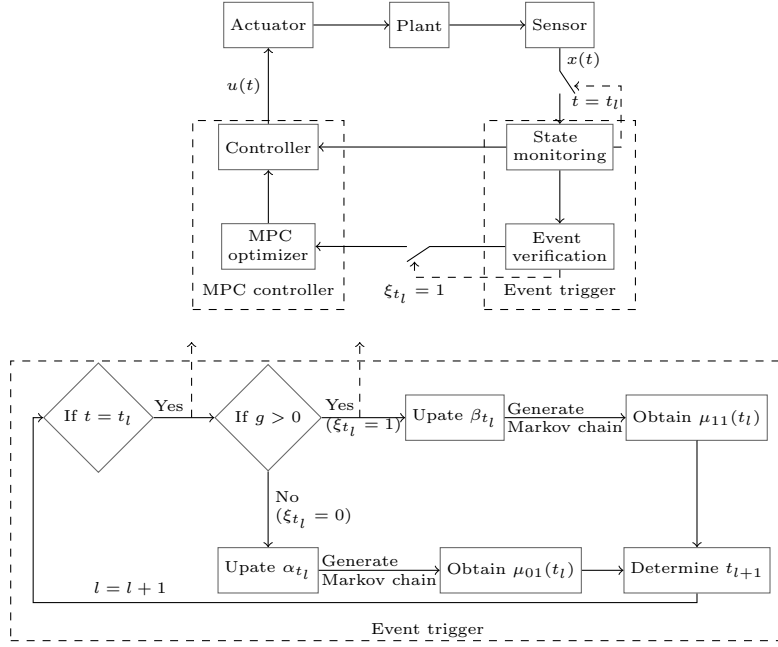 Actuator
Plant
Sensor
x(t)
u(t)
t = t_l
Controller
State
monitoring
MPC
optimizer
Event
verification
MPC controller
ξ_{t_l} = 1
Event trigger
If t = t_l
Yes
If g > 0
Yes
(ξ_{t_l} = 1)
Upate β_{t_l}
Generate
Markov chain
Obtain μ_{11}(t_l)
No
(ξ_{t_l} = 0)
Upate α_{t_l}
Generate
Markov chain
Obtain μ_{01}(t_l)
Determine t_{l+1}
l = l + 1
Event trigger